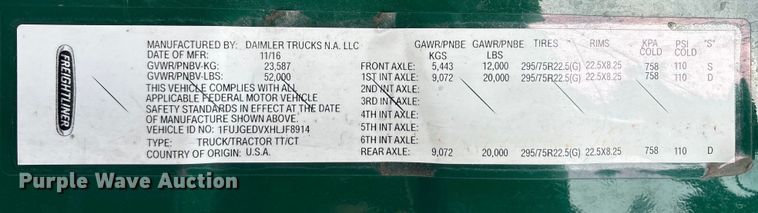 FREIGHTLINER
MANUFACTURED BY: DAIMLER TRUCKS N.A. LLC
DATE OF MFR: 11/16
GVWR/PNBV-KG: 23,587
GVWR/PNBV-LBS: 52,000
THIS VEHICLE COMPLIES WITH ALL
APPLICABLE FEDERAL MOTOR VEHICLE
SAFETY STANDARDS IN EFFECT AT THE DATE
OF MANUFACTURE SHOWN ABOVE.
VEHICLE ID NO: 1FUJGEDVXHLJF8914
TYPE: TRUCK/TRACTOR TT/CT
COUNTRY OF ORIGIN: U.S.A.
GAWR/PNBE KGS GAWR/PNBE LBS TIRES RIMS KPA COLD PSI COLD "S"
FRONT AXLE: 5,443 12,000 295/75R22.5(G) 22.5X8.25 758 110 S
1ST INT AXLE: 9,072 20,000 295/75R22.5(G) 22.5X8.25 758 110 D
2ND INT AXLE:
3RD INT AXLE:
4TH INT AXLE:
5TH INT AXLE:
6TH INT AXLE:
REAR AXLE: 9,072 20,000 295/75R22.5(G) 22.5X8.25 758 110 D
Purple Wave Auction